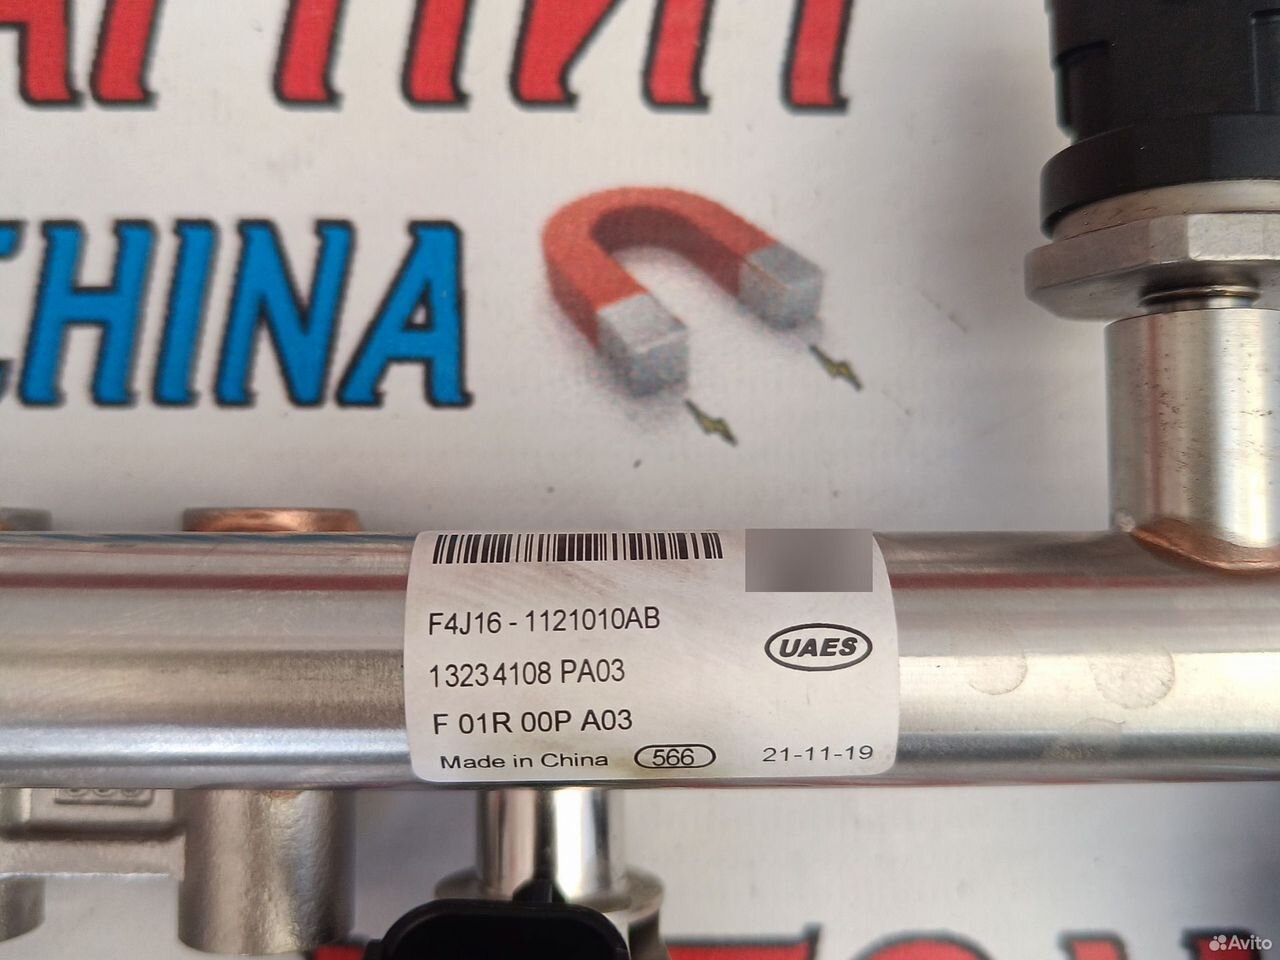 CHINA
F4J16 - 1121010AB
13234108 PA03
UAES
F 01R 00P A03
Made in China 566 21-11-19
Avito